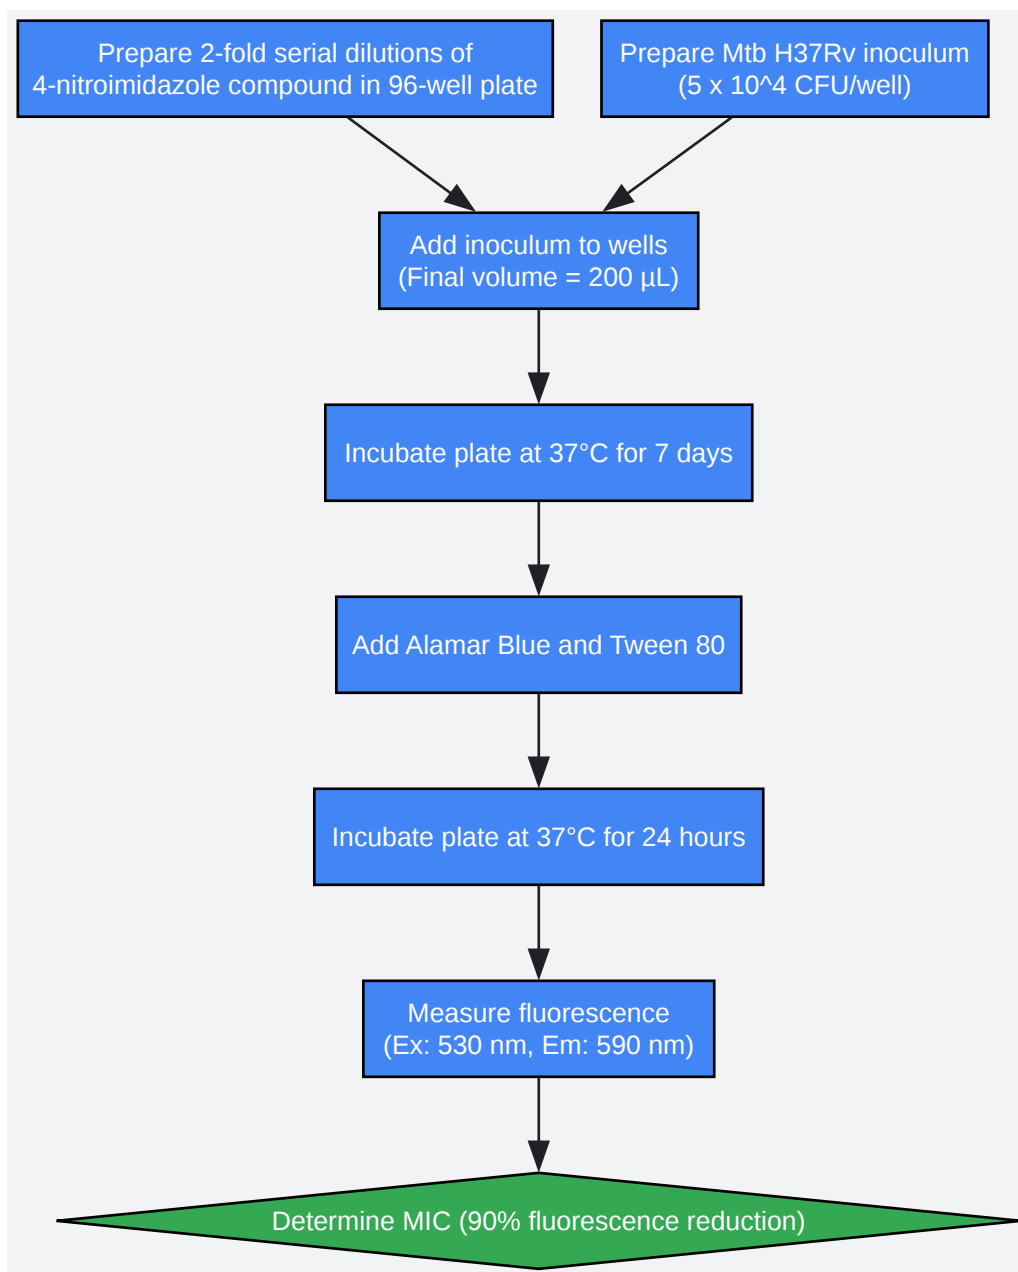 Prepare 2-fold serial dilutions of
4-nitroimidazole compound in 96-well plate
Prepare Mtb H37Rv inoculum
(5 x 10^4 CFU/well)
Add inoculum to wells
(Final volume = 200 µL)
Incubate plate at 37°C for 7 days
Add Alamar Blue and Tween 80
Incubate plate at 37°C for 24 hours
Measure fluorescence
(Ex: 530 nm, Em: 590 nm)
Determine MIC (90% fluorescence reduction)